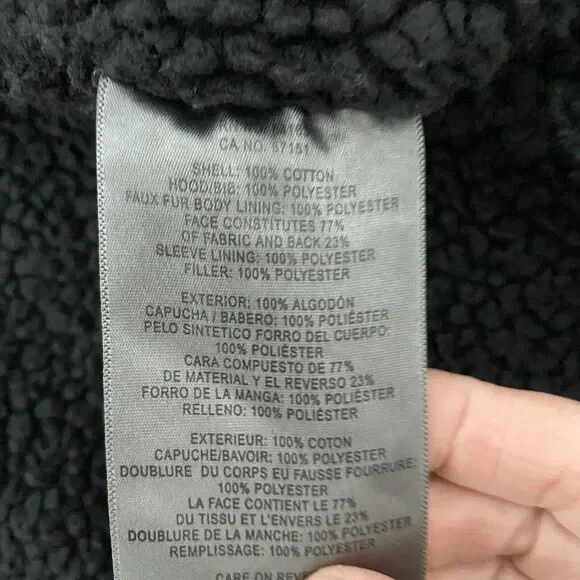 CA NO. 57151
SHELL: 100% COTTON
HOOD/BIB: 100% POLYESTER
FAUX FUR BODY LINING: 100% POLYESTER
FACE CONSTITUTES 77%
OF FABRIC AND BACK 23%
SLEEVE LINING: 100% POLYESTER
FILLER: 100% POLYESTER
EXTERIOR: 100% ALGODÓN
CAPUCHA / BABERO: 100% POLIÉSTER
PELO SINTETICO FORRO DEL CUERPO:
100% POLIÉSTER
CARA COMPUESTO DE 77%
DE MATERIAL Y EL REVERSO 23%
FORRO DE LA MANGA: 100% POLIÉSTER
RELLENO: 100% POLIÉSTER
EXTERIEUR: 100% COTON
CAPUCHE/BAVOIR: 100% POLYESTER
DOUBLURE DU CORPS EU FAUSSE FOURRURE:
100% POLYESTER
LA FACE CONTIENT LE 77%
DU TISSU ET L'ENVERS LE 23%
DOUBLURE DE LA MANCHE: 100% POLYESTER
REMPLISSAGE: 100% POLYESTER
CARE ON